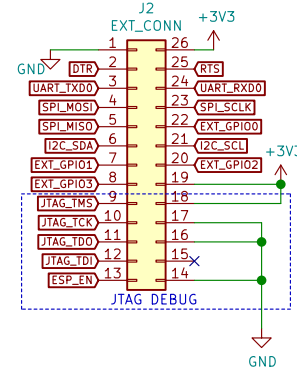 J2
EXT_CONN
+3V3
1 26
GND
DTR 2 25 RTS
UART_TXD0 3 24 UART_RXD0
SPI_MOSI 4 23 SPI_SCLK
SPI_MISO 5 22 EXT_GPIO0
I2C_SDA 6 21 I2C_SCL
EXT_GPIO1 7 20 EXT_GPIO2
+3V3
EXT_GPIO3 8 19
JTAG_TMS 9 18
JTAG_TCK 10 17
JTAG_TDO 11 16
JTAG_TDI 12 15
ESP_EN 13 14
JTAG DEBUG
GND